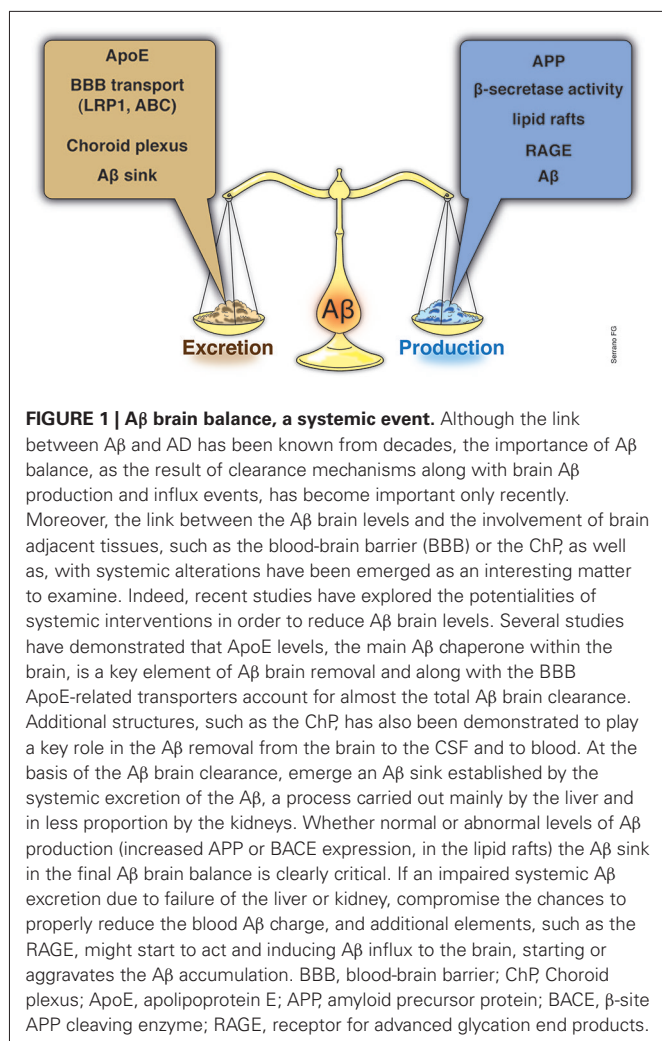 ApoE
BBB transport
(LRP1, ABC)
Choroid plexus
Aβ sink
APP
β-secretase activity
lipid rafts
RAGE
Aβ
Aβ
Excretion
Production
Serrano FG
FIGURE 1 | Aβ brain balance, a systemic event. Although the link
between Aβ and AD has been known from decades, the importance of Aβ
balance, as the result of clearance mechanisms along with brain Aβ
production and influx events, has become important only recently.
Moreover, the link between the Aβ brain levels and the involvement of brain
adjacent tissues, such as the blood-brain barrier (BBB) or the ChP, as well
as, with systemic alterations have been emerged as an interesting matter
to examine. Indeed, recent studies have explored the potentialities of
systemic interventions in order to reduce Aβ brain levels. Several studies
have demonstrated that ApoE levels, the main Aβ chaperone within the
brain, is a key element of Aβ brain removal and along with the BBB
ApoE-related transporters account for almost the total Aβ brain clearance.
Additional structures, such as the ChP, has also been demonstrated to play
a key role in the Aβ removal from the brain to the CSF and to blood. At the
basis of the Aβ brain clearance, emerge an Aβ sink established by the
systemic excretion of the Aβ, a process carried out mainly by the liver and
in less proportion by the kidneys. Whether normal or abnormal levels of Aβ
production (increased APP or BACE expression, in the lipid rafts) the Aβ sink
in the final Aβ brain balance is clearly critical. If an impaired systemic Aβ
excretion due to failure of the liver or kidney, compromise the chances to
properly reduce the blood Aβ charge, and additional elements, such as the
RAGE, might start to act and inducing Aβ influx to the brain, starting or
aggravates the Aβ accumulation. BBB, blood-brain barrier; ChP, Choroid
plexus; ApoE, apolipoprotein E; APP, amyloid precursor protein; BACE, β-site
APP cleaving enzyme; RAGE, receptor for advanced glycation end products.